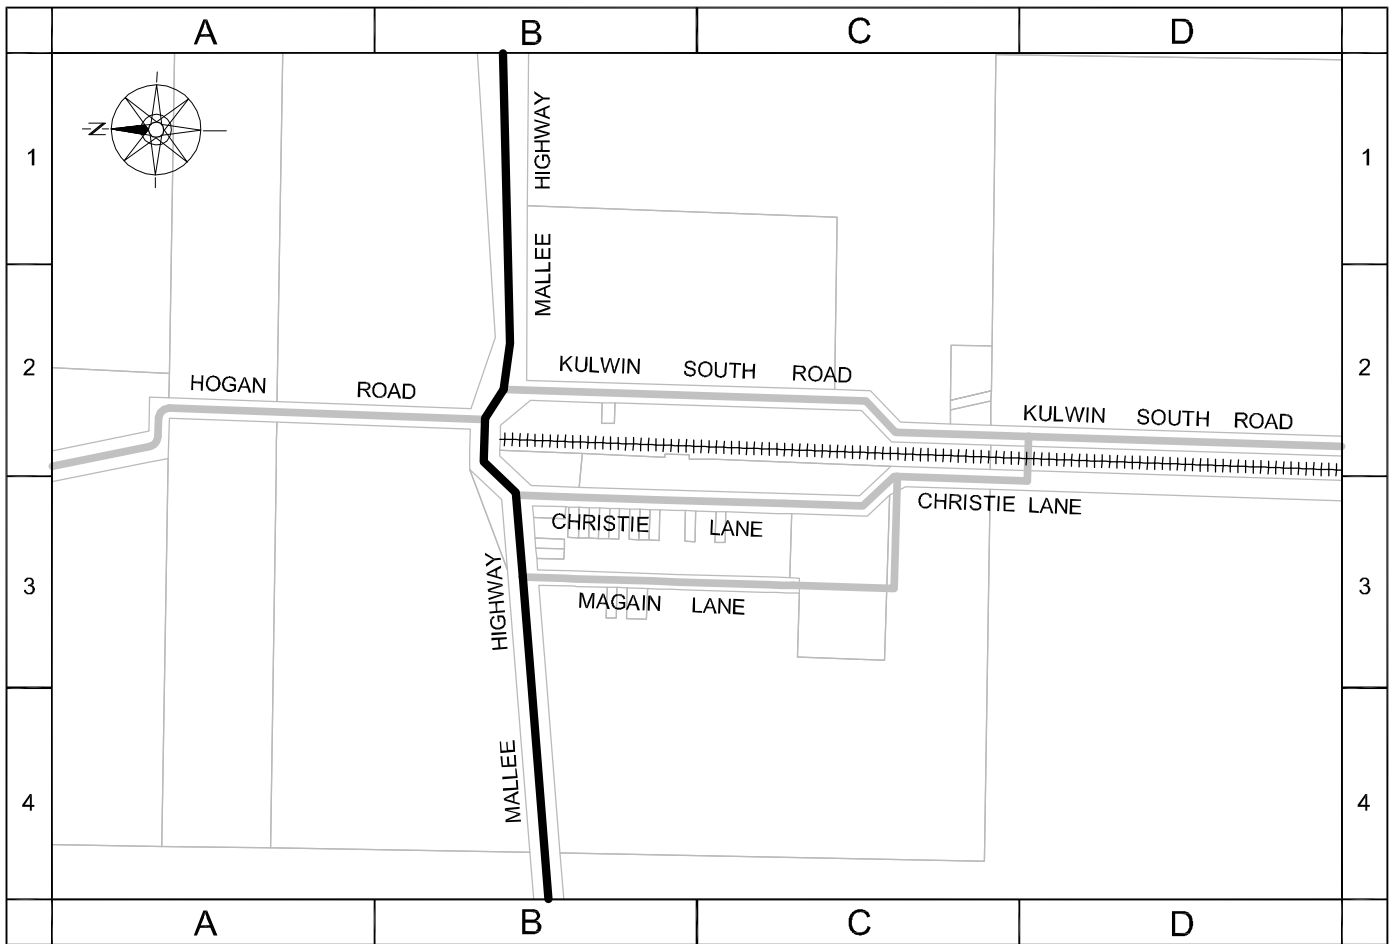 A B C D
N
HIGHWAY
1 1
MALLEE
2 2
KULWIN SOUTH ROAD
HOGAN ROAD
KULWIN SOUTH ROAD
CHRISTIE LANE
CHRISTIE LANE
3 3
HIGHWAY
MAGAIN LANE
MALLEE
4 4
A B C D